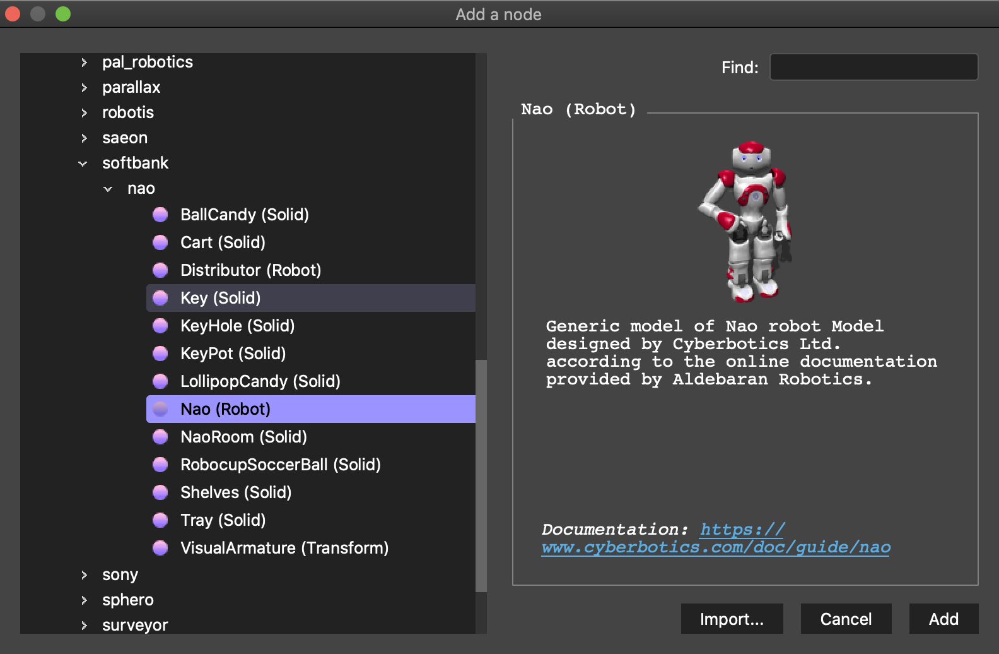 Add a node
pal_robotics
parallax
robotis
saeon
softbank
nao
BallCandy (Solid)
Cart (Solid)
Distributor (Robot)
Key (Solid)
KeyHole (Solid)
KeyPot (Solid)
LollipopCandy (Solid)
Nao (Robot)
NaoRoom (Solid)
RobocupSoccerBall (Solid)
Shelves (Solid)
Tray (Solid)
VisualArmature (Transform)
sony
sphero
surveyor
Find:
Nao (Robot)
Generic model of Nao robot Model
designed by Cyberbotics Ltd.
according to the online documentation
provided by Aldebaran Robotics.
Documentation: https://
www.cyberbotics.com/doc/guide/nao
Import...
Cancel
Add